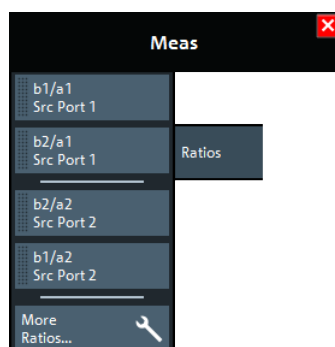 Meas
b1/a1
Src Port 1
b2/a1
Src Port 1
Ratios
b2/a2
Src Port 2
b1/a2
Src Port 2
More
Ratios...